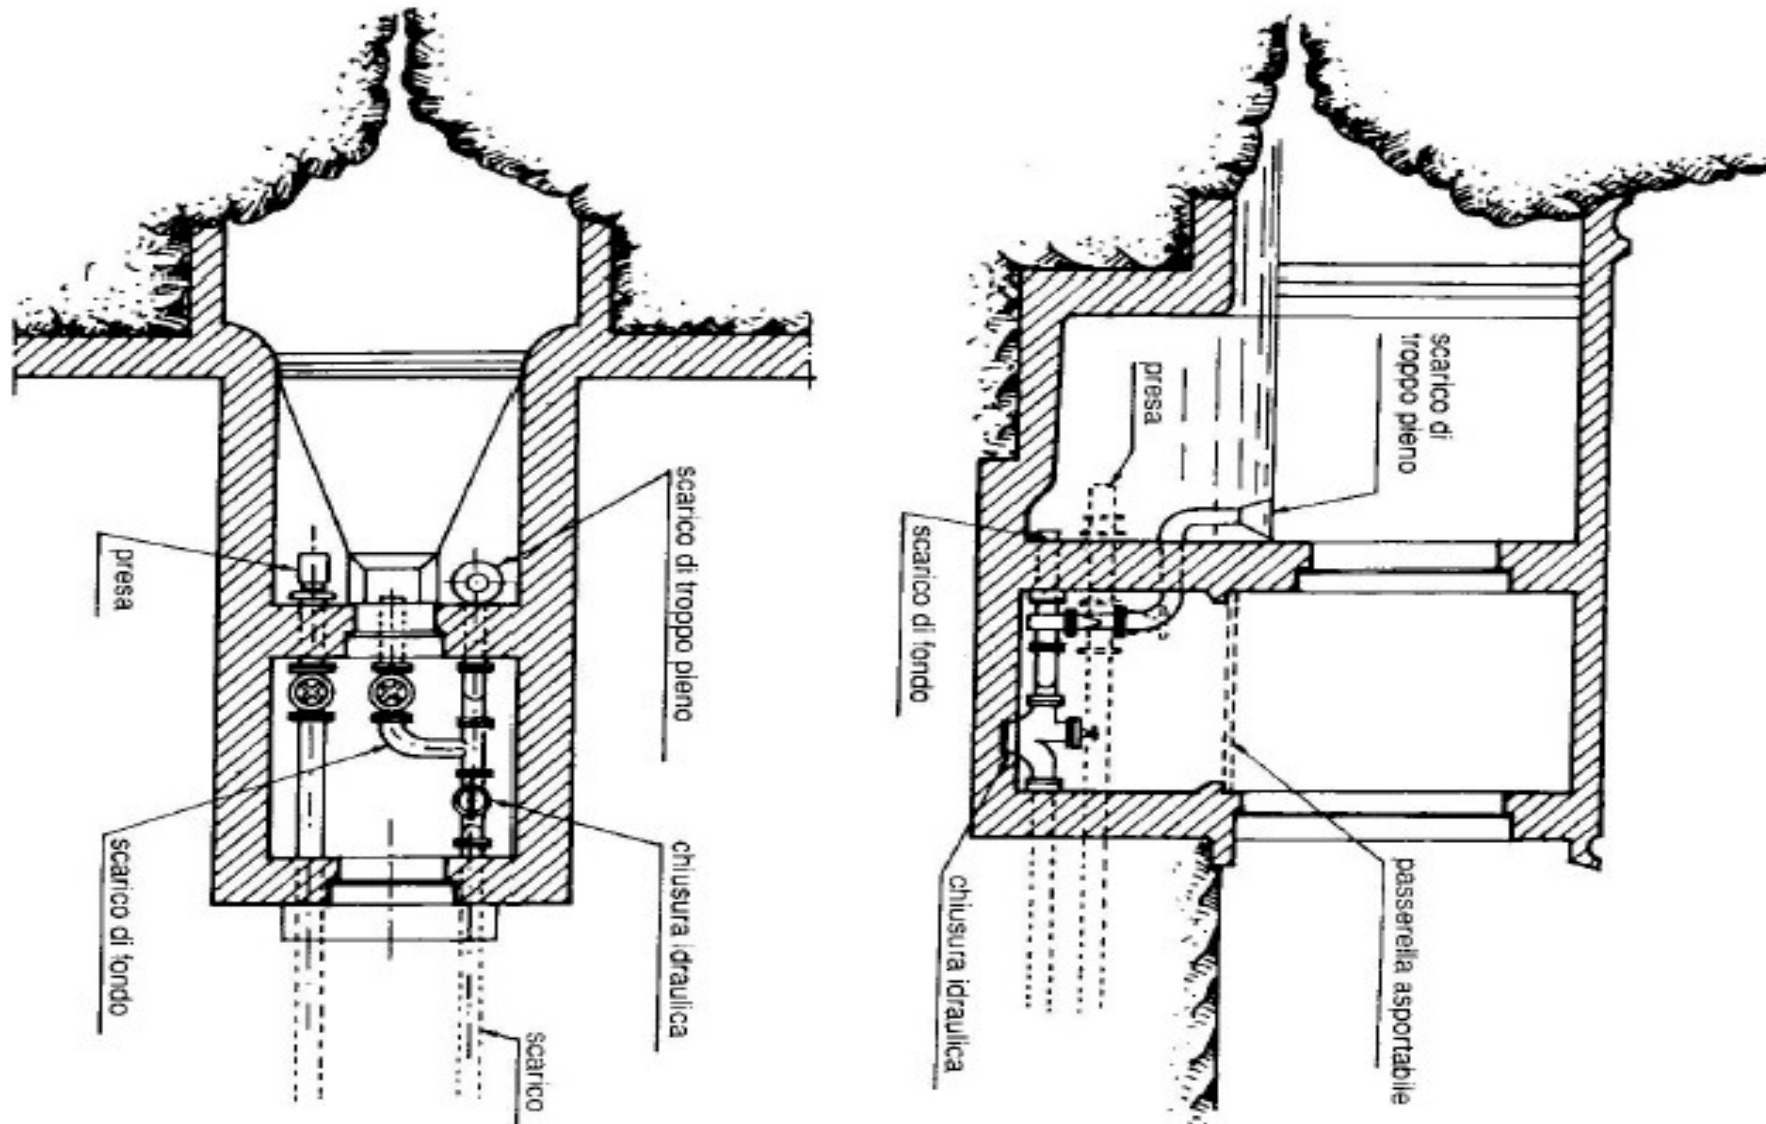 scarico di
troppo pieno
presa
scarico di fondo
passerella asportabile
chiusura idraulica
scarico di troppo pieno
presa
scarico di fondo
chiusura idraulica
scarico